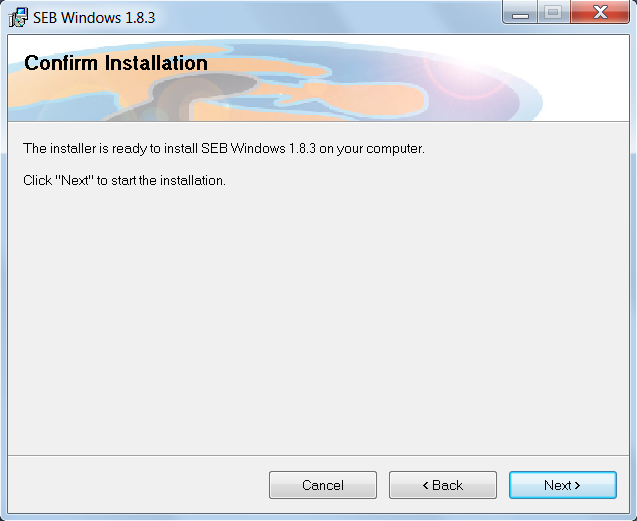 SEB Windows 1.8.3
Confirm Installation
The installer is ready to install SEB Windows 1.8.3 on your computer.
Click "Next" to start the installation.
Cancel
< Back
Next >